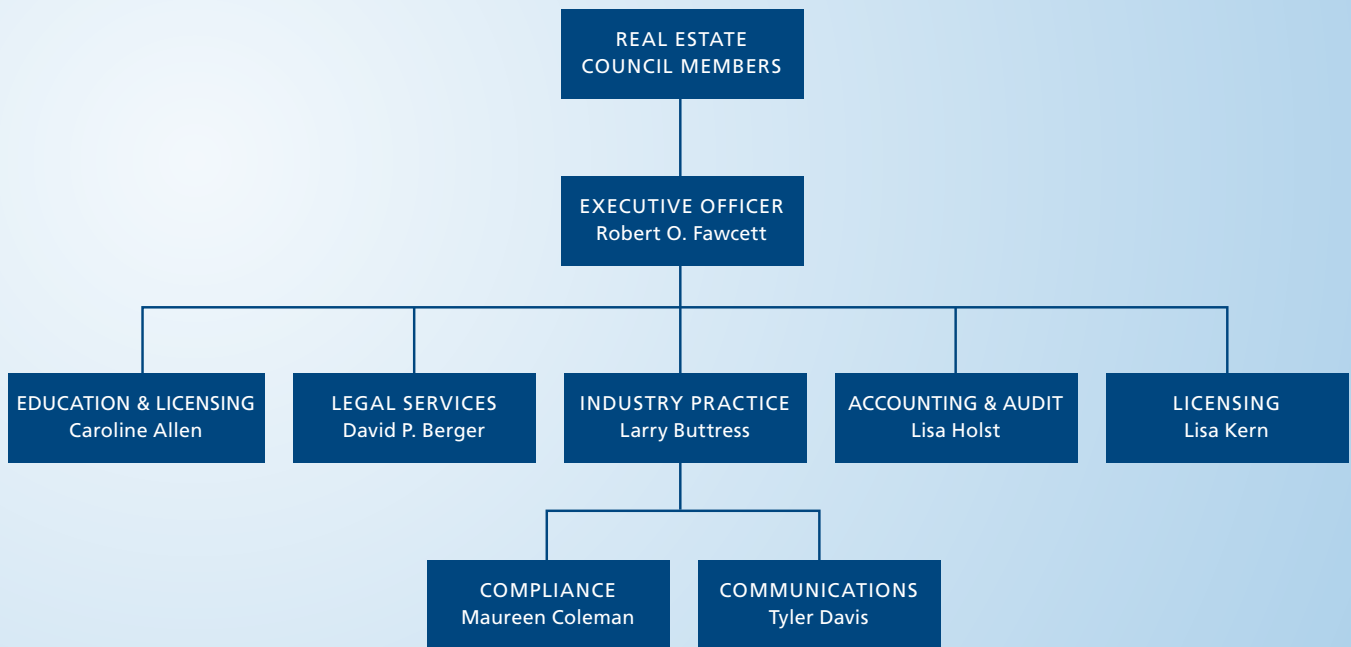 REAL ESTATE
COUNCIL MEMBERS
EXECUTIVE OFFICER
Robert O. Fawcett
EDUCATION & LICENSING
Caroline Allen
LEGAL SERVICES
David P. Berger
INDUSTRY PRACTICE
Larry Buttress
ACCOUNTING & AUDIT
Lisa Holst
LICENSING
Lisa Kern
COMPLIANCE
Maureen Coleman
COMMUNICATIONS
Tyler Davis